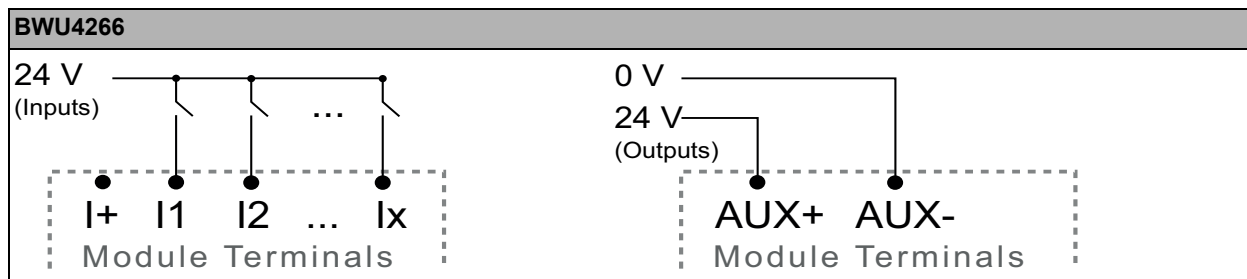 BWU4266
24 V
(Inputs)
...
I+ I1 I2 ... Ix
Module Terminals
0 V
24 V
(Outputs)
AUX+ AUX-
Module Terminals